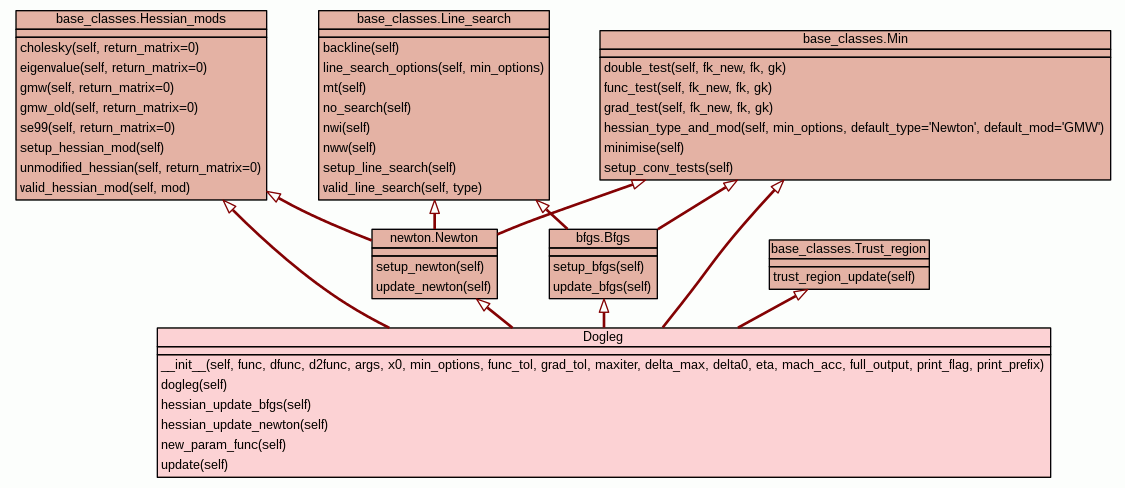 base_classes.Hessian_mods
cholesky(self, return_matrix=0)
eigenvalue(self, return_matrix=0)
gmw(self, return_matrix=0)
gmw_old(self, return_matrix=0)
se99(self, return_matrix=0)
setup_hessian_mod(self)
unmodified_hessian(self, return_matrix=0)
valid_hessian_mod(self, mod)
base_classes.Line_search
backline(self)
line_search_options(self, min_options)
mt(self)
no_search(self)
nwi(self)
nww(self)
setup_line_search(self)
valid_line_search(self, type)
base_classes.Min
double_test(self, fk_new, fk, gk)
func_test(self, fk_new, fk, gk)
grad_test(self, fk_new, fk, gk)
hessian_type_and_mod(self, min_options, default_type='Newton', default_mod='GMW')
minimise(self)
setup_conv_tests(self)
newton.Newton
setup_newton(self)
update_newton(self)
bfgs.Bfgs
setup_bfgs(self)
update_bfgs(self)
base_classes.Trust_region
trust_region_update(self)
Dogleg
__init__(self, func, dfunc, d2func, args, x0, min_options, func_tol, grad_tol, maxiter, delta_max, delta0, eta, mach_acc, full_output, print_flag, print_prefix)
dogleg(self)
hessian_update_bfgs(self)
hessian_update_newton(self)
new_param_func(self)
update(self)